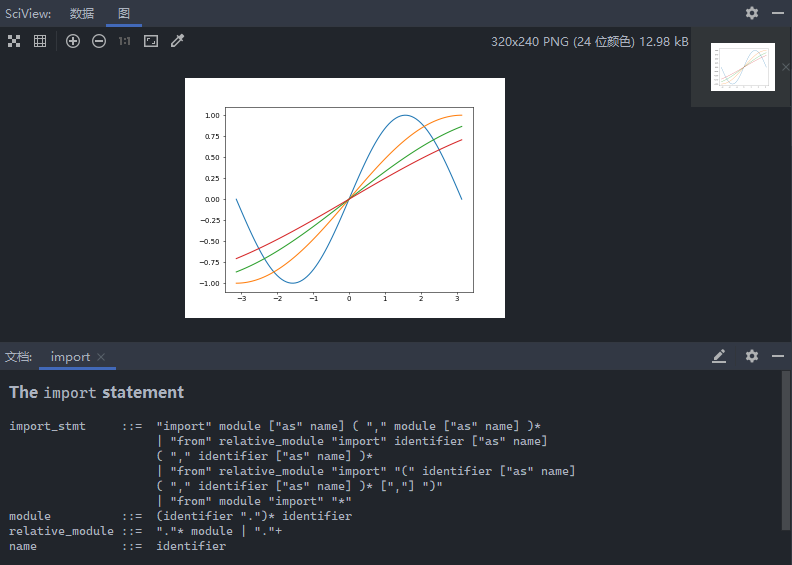 SciView: 数据 图
1:1 320x240 PNG (24 位颜色) 12.98 kB
1.00
0.75
0.50
0.25
0.00
−0.25
−0.50
−0.75
−1.00
−3 −2 −1 0 1 2 3
文档: import
The import statement
import_stmt ::= "import" module ["as" name] ( "," module ["as" name] )*
| "from" relative_module "import" identifier ["as" name]
( "," identifier ["as" name] )*
| "from" relative_module "import" "(" identifier ["as" name]
( "," identifier ["as" name] )* [","] ")"
| "from" module "import" "*"
module ::= (identifier ".")* identifier
relative_module ::= "."* module | "."+
name ::= identifier